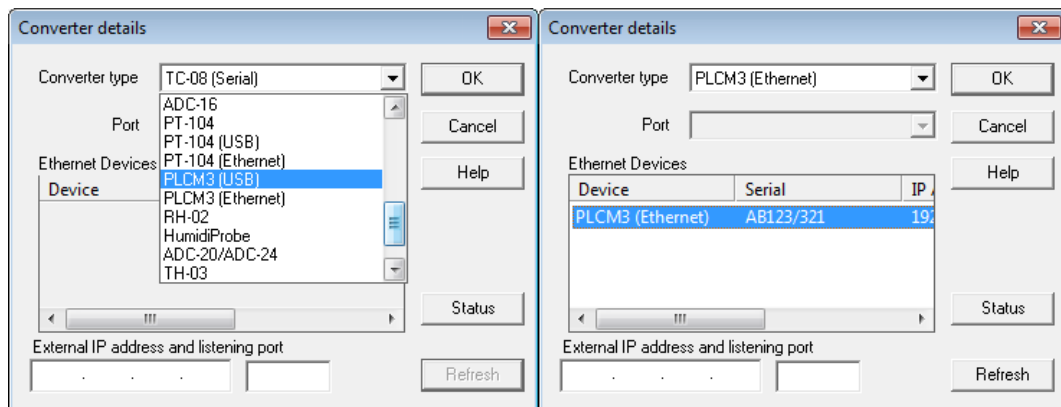 Converter details
Converter type TC-08 (Serial) OK
ADC-16
PT-104
Port Cancel
PT-104 (USB)
Ethernet Devices PT-104 (Ethernet)
Help
Device PLCM3 (USB)
PLCM3 (Ethernet)
RH-02
HumidiProbe
ADC-20/ADC-24
TH-03
Status
External IP address and listening port
. . .
Refresh
Converter details
Converter type PLCM3 (Ethernet) OK
Port Cancel
Ethernet Devices
Help
Device Serial IP
PLCM3 (Ethernet) AB123/321 192
Status
External IP address and listening port
. . .
Refresh